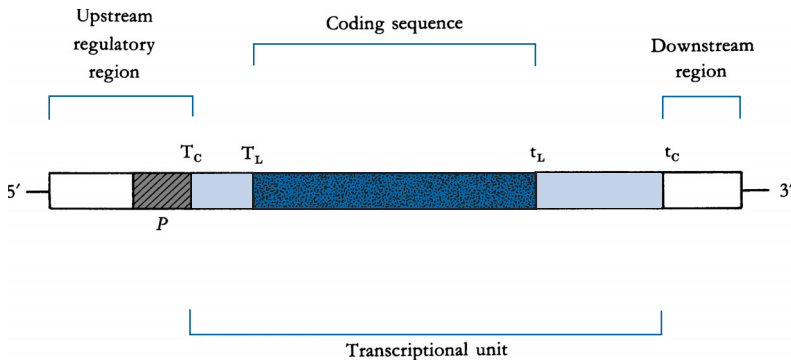 Upstream
regulatory
region
Coding sequence
Downstream
region
T_C
T_L
t_L
t_C
5′
3′
P
Transcriptional unit